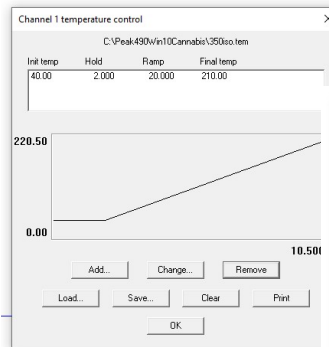 Channel 1 temperature control
C:\Peak490Win10Cannabis\350iso.tem
Init temp Hold Ramp Final temp
40.00 2.000 20.000 210.00
220.50
0.00
10.500
Add... Change... Remove
Load... Save... Clear Print
OK